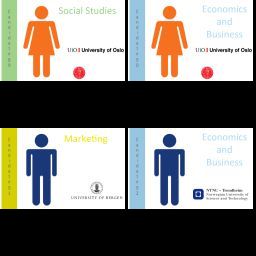 Social Studies
UiO University of Oslo
Economics
and
Business
UiO University of Oslo
Marketing
UNIVERSITY OF BERGEN
Economics
and
Business
NTNU – Trondheim
Norwegian University of
Science and Technology